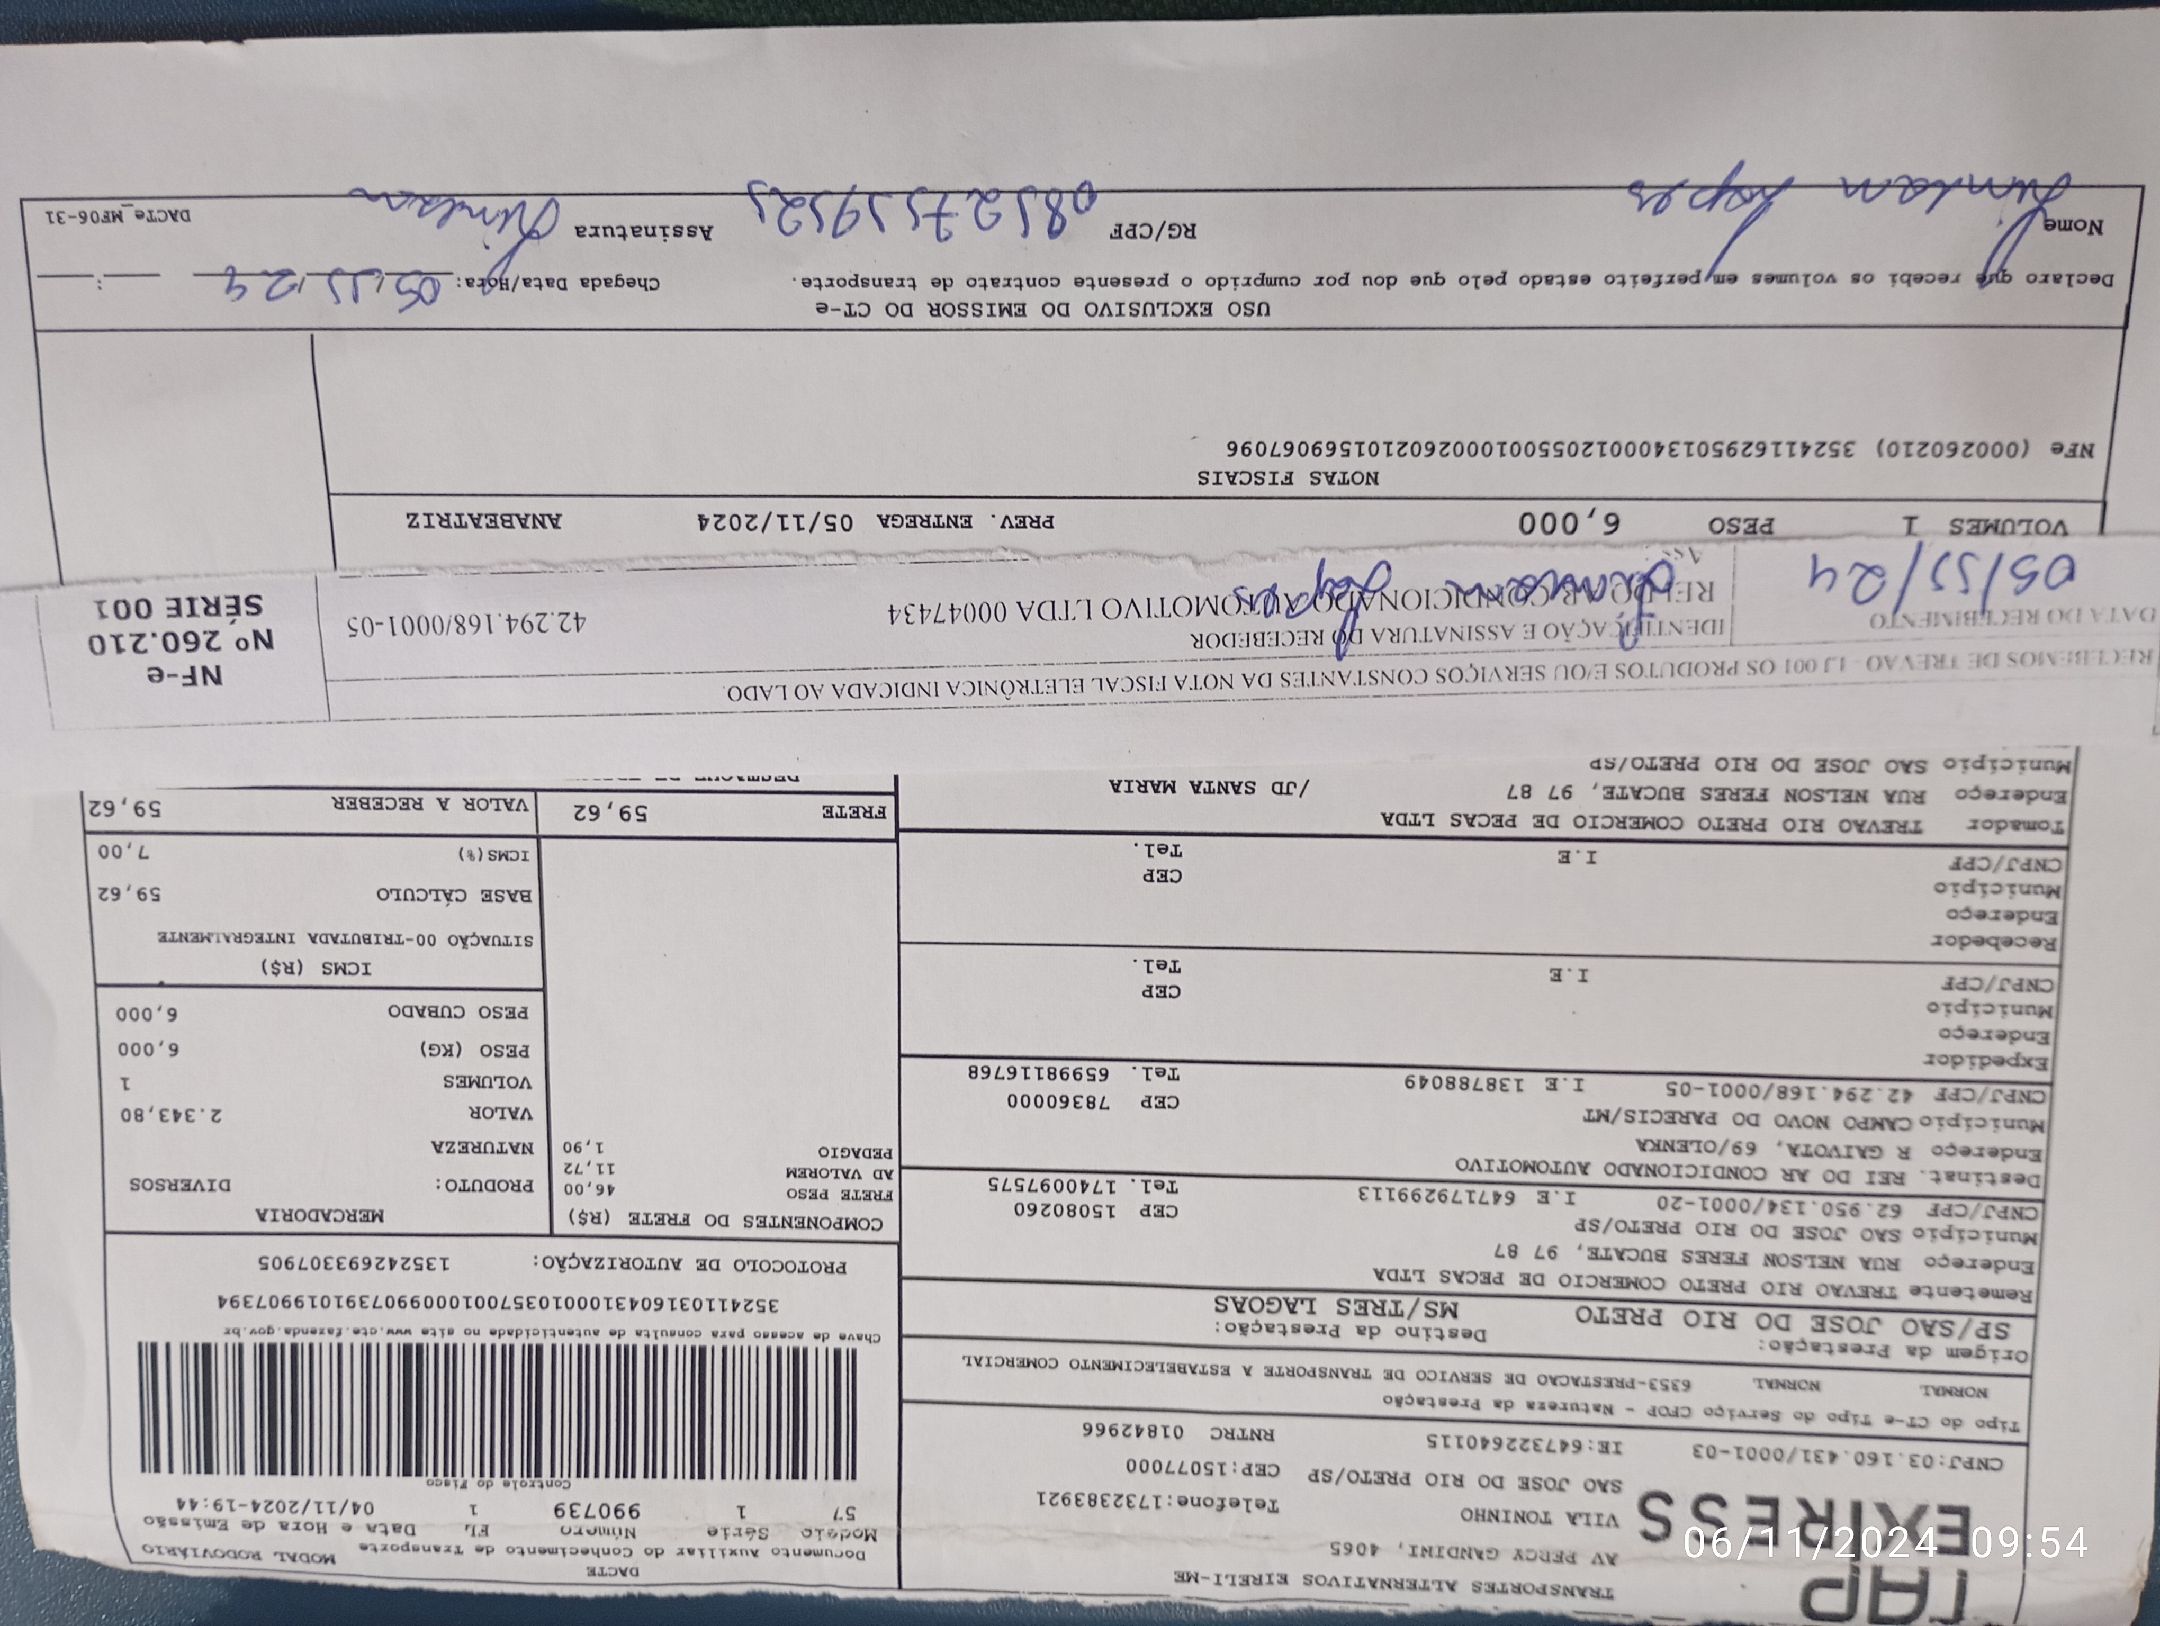 TRANSPORTES ALTERNATIVOS EIRELI-ME
rap
EXIRESS
AV PERCY GANDINI, 4065
VILA TONINHO Telefone:1732383921
SAO JOSE DO RIO PRETO/SP CEP:15077000
CNPJ:03.160.431/0001-03 IE:647322640115 RNTRC 01842966
Tipo do CT-e Tipo do Serviço CFOP - Natureza da Prestação
NORMAL NORMAL 6353-PRESTACAO DE SERVICO DE TRANSPORTE A ESTABELECIMENTO COMERCIAL
Origem da Prestação: Destino da Prestação:
SP/SAO JOSE DO RIO PRETO MS/TRES LAGOAS
Remetente TREVAO RIO PRETO COMERCIO DE PECAS LTDA
Endereço RUA NELSON FERES BUCATE, 97 87
Município SAO JOSE DO RIO PRETO/SP CEP 15080260
CNPJ/CPF 62.950.134/0001-20 I.E 647179299113 Tel. 1740097575
Destinat. REI DO AR CONDICIONADO AUTOMOTIVO
Endereço R GAIVOTA, 69/OLENKA
Município CAMPO NOVO DO PARECIS/MT CEP 78360000
CNPJ/CPF 42.294.168/0001-05 I.E 138788049 Tel. 65998116768
Expedidor
Endereço
Município CEP
CNPJ/CPF I.E Tel.
Recebedor
Endereço
Município CEP
CNPJ/CPF I.E Tel.
Tomador TREVAO RIO PRETO COMERCIO DE PECAS LTDA
Endereço RUA NELSON FERES BUCATE, 97 87 /JD SANTA MARIA
Município SAO JOSE DO RIO PRETO/SP
DACTE
Documento Auxiliar do Conhecimento de Transporte MODAL RODOVIÁRIO
Modelo Série Número FL Data e Hora de Emissão
57 1 990739 1 04/11/2024-19:44
Controle do Fisco
Chave de acesso para consulta de autenticidade no site www.cte.fazenda.gov.br
35241103160431000103570010009907391019907394
PROTOCOLO DE AUTORIZAÇÃO: 135242693307905
COMPONENTES DO FRETE (R$)
FRETE PESO 46,00
AD VALOREM 11,72
PEDAGIO 1,90
FRETE 59,62
MERCADORIA
PRODUTO: DIVERSOS
NATUREZA
VALOR 2.343,80
VOLUMES 1
PESO (KG) 6,000
PESO CUBADO 6,000
ICMS (R$)
SITUAÇÃO 00-TRIBUTADA INTEGRALMENTE
BASE CÁLCULO 59,62
ICMS(%) 7,00
VALOR A RECEBER 59,62
RECEBEMOS DE TREVAO - LJ 001 OS PRODUTOS E/OU SERVIÇOS CONSTANTES DA NOTA FISCAL ELETRÔNICA INDICADA AO LADO.
DATA DO RECEBIMENTO IDENTIFICAÇÃO E ASSINATURA DO RECEBEDOR
05/11/24 REI DO AR CONDICIONADO AUTOMOTIVO LTDA 00047434 42.294.168/0001-05
Lopes
NF-e
Nº 260.210
SÉRIE 001
VOLUMES 1 PESO 6,000 PREV. ENTREGA 05/11/2024 ANABEATRIZ
NOTAS FISCAIS
NFe (000260210) 35241162950134000120550010002602101569067096
USO EXCLUSIVO DO EMISSOR DO CT-e
Declaro que recebi os volumes em perfeito estado pelo que dou por cumprido o presente contrato de transporte. Chegada Data/Hora: 05/11/24 :
Nome Lopes RG/CPF Assinatura
DACTe_MF06-31
06/11/2024 09:54